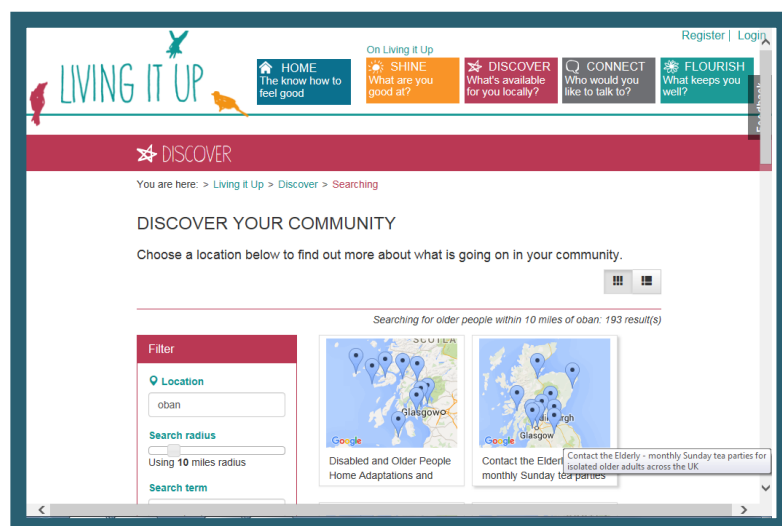 Register | Login
LIVING IT UP
On Living it Up
HOME
The know how to
feel good
SHINE
What are you
good at?
DISCOVER
What's available
for you locally?
CONNECT
Who would you
like to talk to?
FLOURISH
What keeps you
well?
DISCOVER
You are here: > Living it Up > Discover > Searching
DISCOVER YOUR COMMUNITY
Choose a location below to find out more about what is going on in your community.
Searching for older people within 10 miles of oban: 193 result(s)
Filter
Location
oban
Search radius
Using 10 miles radius
Search term
Glasgow
Google
Disabled and Older People
Home Adaptations and
Glasgow
Google
Contact the Elderly
monthly Sunday tea parties
Contact the Elderly - monthly Sunday tea parties for
isolated older adults across the UK